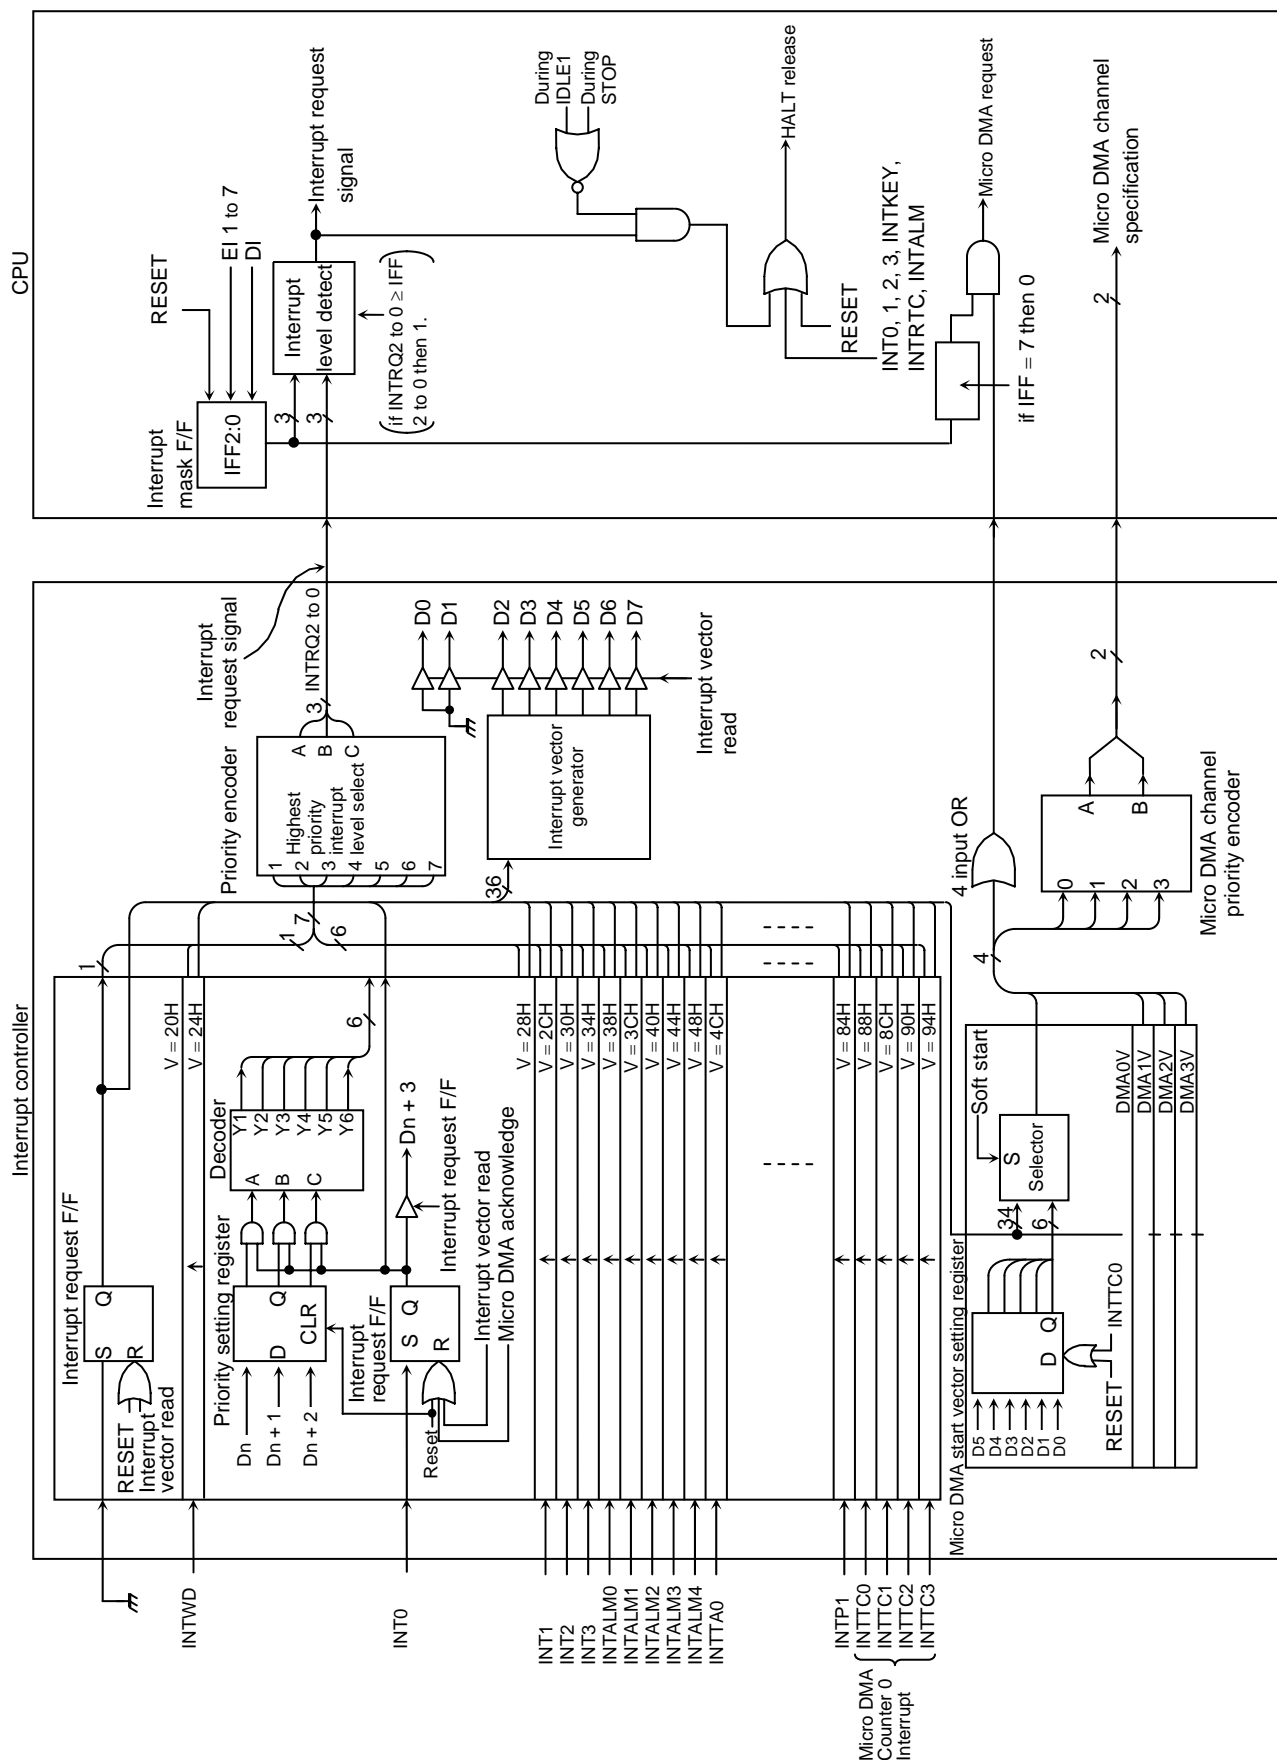 Interrupt controller
CPU
Interrupt request F/F
S
Q
R
RESET
Interrupt
vector read
1
V = 20H
V = 24H
INTWD
Priority setting register
Dn
Dn + 1
Dn + 2
D
Q
CLR
Decoder
A
B
C
Y1
Y2
Y3
Y4
Y5
Y6
6
Interrupt
request F/F
S Q
R
Reset
INT0
Dn + 3
Interrupt request F/F
Interrupt vector read
Micro DMA acknowledge
1
7
6
Priority encoder
1
2
3
4
5
6
7
Highest
priority
interrupt
level select
A
B
C
3
INTRQ2 to 0
Interrupt
request signal
36
Interrupt vector
generator
D0
D1
D2
D3
D4
D5
D6
D7
Interrupt vector
read
INT1
INT2
INT3
INTALM0
INTALM1
INTALM2
INTALM3
INTALM4
INTTA0
V = 28H
V = 2CH
V = 30H
V = 34H
V = 38H
V = 3CH
V = 40H
V = 44H
V = 48H
V = 4CH
INTP1
INTTC0
INTTC1
INTTC2
INTTC3
Micro DMA
Counter 0
Interrupt
V = 84H
V = 88H
V = 8CH
V = 90H
V = 94H
Micro DMA start vector setting register
D5
D4
D3
D2
D1
D0
D
Q
RESET
INTTC0
34
6
S
Selector
Soft start
DMA0V
DMA1V
DMA2V
DMA3V
4
4 input OR
0
1
2
3
A
B
Micro DMA channel
priority encoder
2
Interrupt
mask F/F
IFF2:0
RESET
EI 1 to 7
DI
3
3
Interrupt
level detect
if INTRQ2 to 0 ≥ IFF
2 to 0 then 1.
Interrupt request
signal
During
IDLE1
During
STOP
HALT release
RESET
INT0, 1, 2, 3, INTKEY,
INTRTC, INTALM
if IFF = 7 then 0
Micro DMA request
2
Micro DMA channel
specification